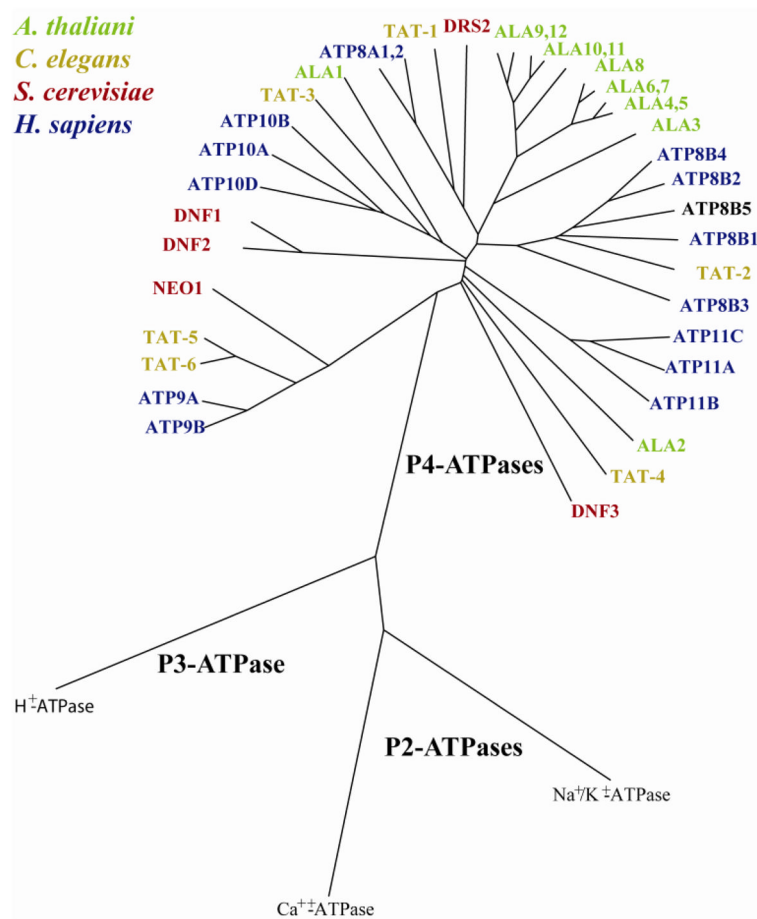 A. thaliani
C. elegans
S. cerevisiae
H. sapiens
TAT-1
DRS2
ALA9,12
ATP8A1,2
ALA10,11
ALA1
ALA8
TAT-3
ALA6,7
ALA4,5
ATP10B
ALA3
ATP10A
ATP8B4
ATP10D
ATP8B2
DNF1
ATP8B5
DNF2
ATP8B1
TAT-2
NEO1
ATP8B3
TAT-5
ATP11C
TAT-6
ATP11A
ATP9A
ATP11B
ATP9B
ALA2
P4-ATPases
TAT-4
DNF3
P3-ATPase
H+-ATPase
P2-ATPases
Na+/K+-ATPase
Ca++-ATPase